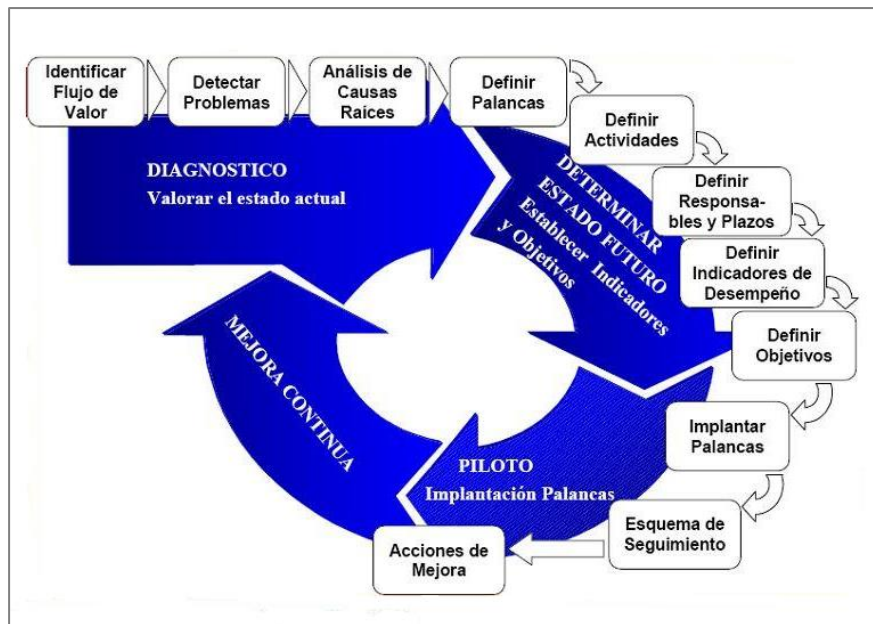 Identificar
Flujo de
Valor
Detectar
Problemas
Análisis de
Causas
Raíces
Definir
Palancas
Definir
Actividades
Definir
Responsa-
bles y Plazos
Definir
Indicadores de
Desempeño
Definir
Objetivos
Implantar
Palancas
Esquema de
Seguimiento
Acciones de
Mejora
DIAGNOSTICO
Valorar el estado actual
DETERMINAR
ESTADO FUTURO
Establecer Indicadores
y Objetivos
PILOTO
Implantación Palancas
MEJORA CONTINUA